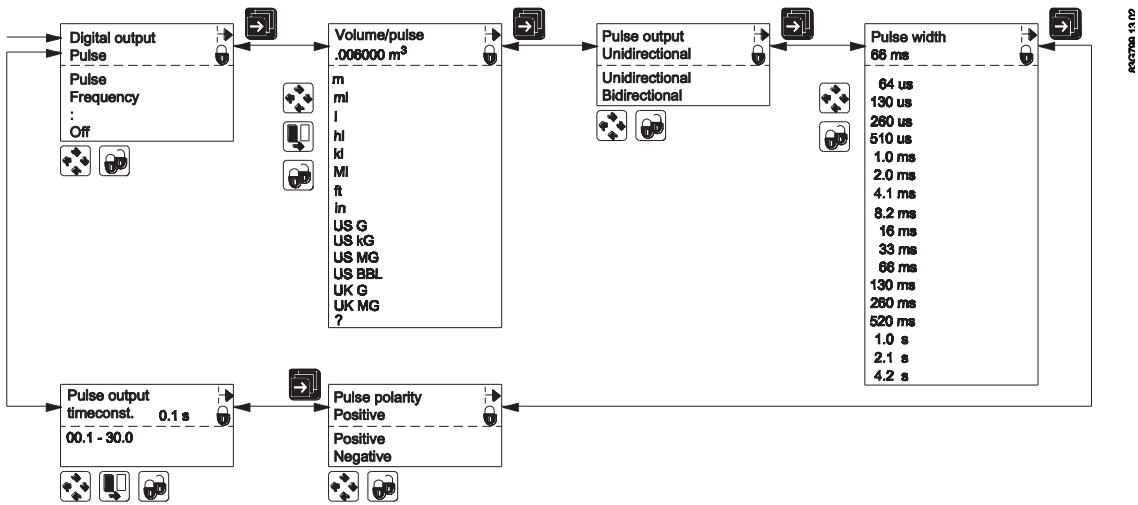 Digital output
Pulse
Pulse
Frequency
:
Off
Volume/pulse
.006000 m³
m
ml
l
hl
kl
Ml
ft
in
US G
US kG
US MG
US BBL
UK G
UK MG
?
Pulse output
Unidirectional
Unidirectional
Bidirectional
Pulse width
66 ms
64 us
130 us
260 us
510 us
1.0 ms
2.0 ms
4.1 ms
8.2 ms
16 ms
33 ms
66 ms
130 ms
260 ms
520 ms
1.0 s
2.1 s
4.2 s
83G799 13.02
Pulse output
timeconst. 0.1 s
00.1 - 30.0
Pulse polarity
Positive
Positive
Negative